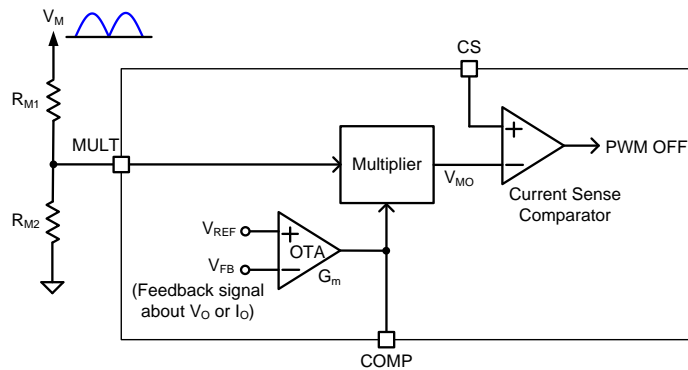 V_M
R_M1
CS
MULT
Multiplier
+
−
PWM OFF
V_MO
Current Sense
Comparator
R_M2
V_REF
+
OTA
V_FB
−
G_m
(Feedback signal
about V_O or I_O)
COMP